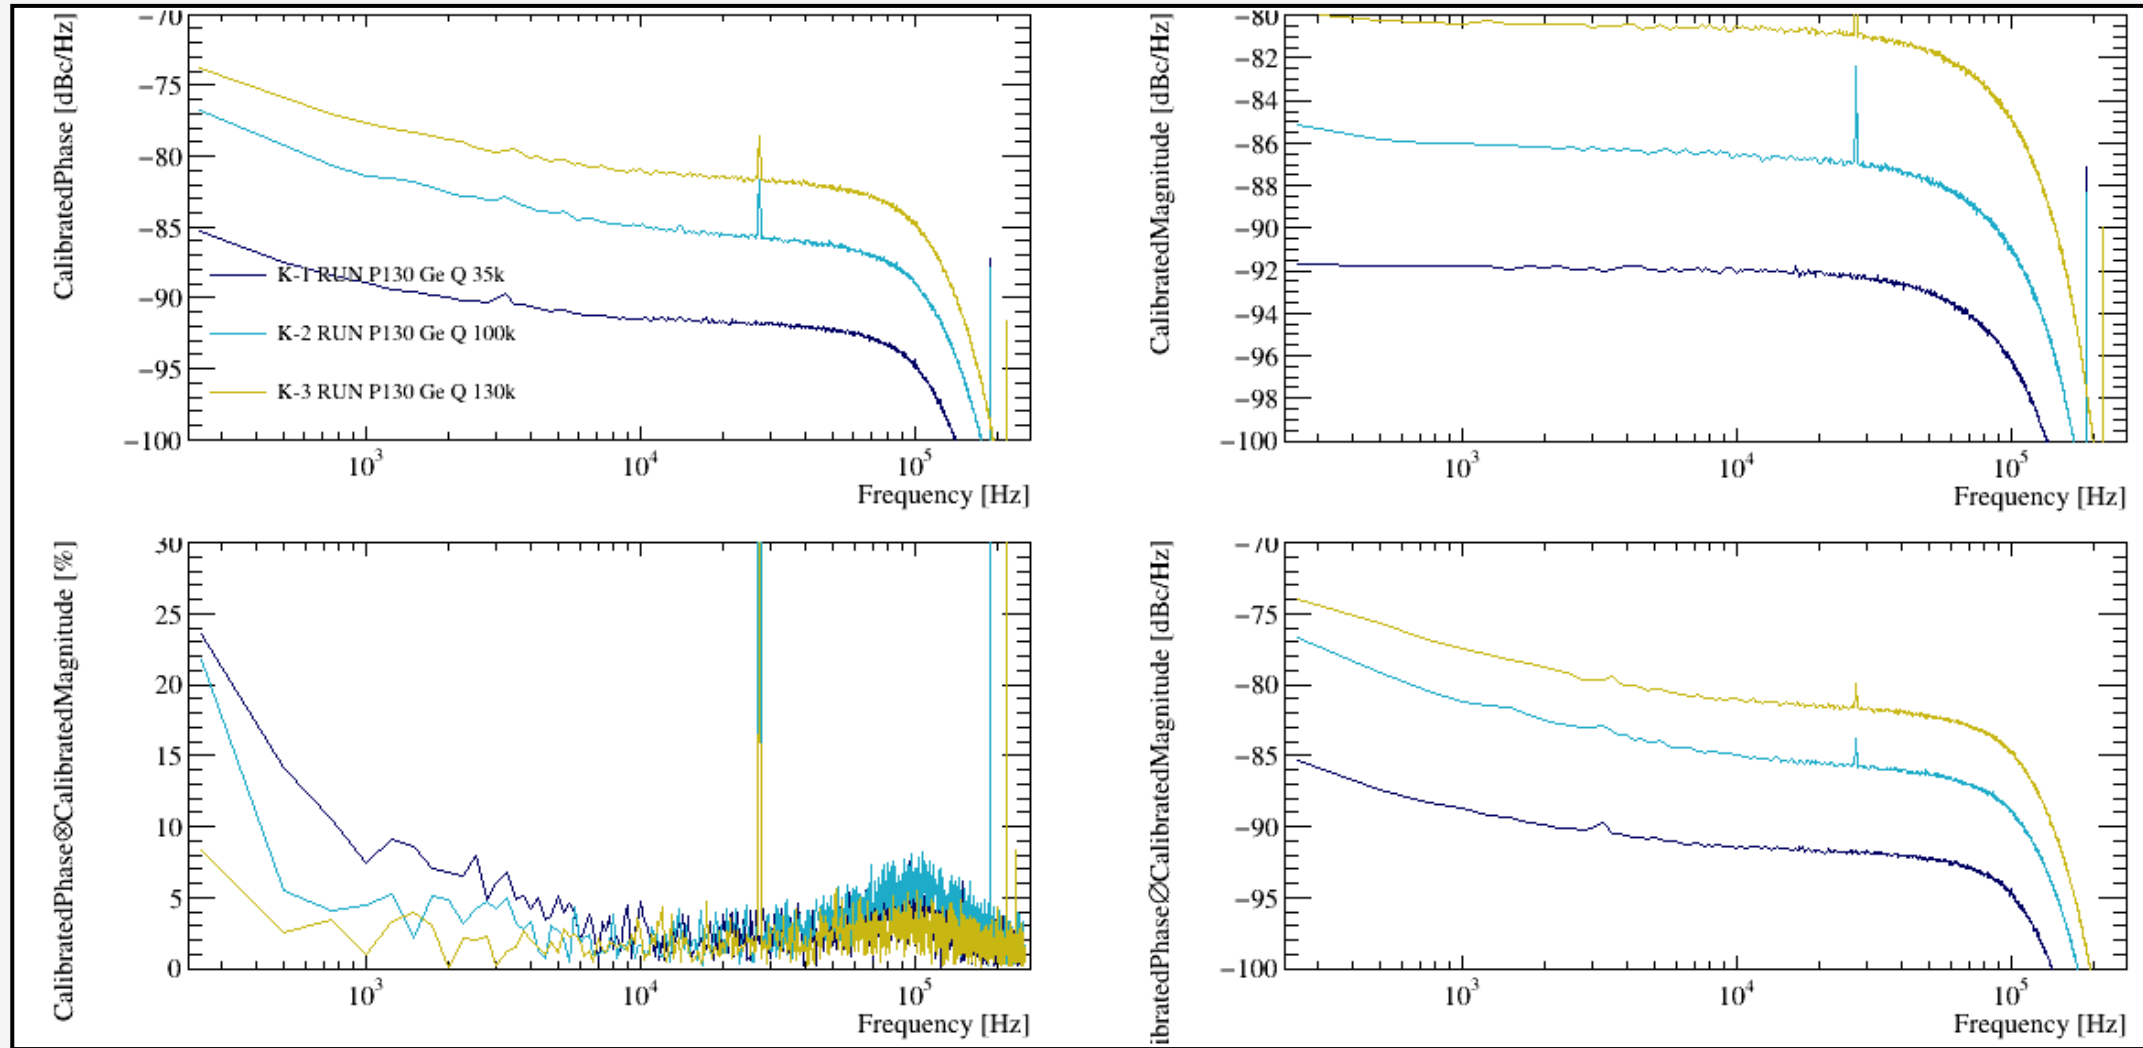 CalibratedPhase [dBc/Hz]
−70
−75
−80
−85
−90
−95
−100
K-1 RUN P130 Ge Q 35k
K-2 RUN P130 Ge Q 100k
K-3 RUN P130 Ge Q 130k
10³ 10⁴ 10⁵
Frequency [Hz]
CalibratedMagnitude [dBc/Hz]
−80
−82
−84
−86
−88
−90
−92
−94
−96
−98
−100
10³ 10⁴ 10⁵
Frequency [Hz]
CalibratedPhase⊗CalibratedMagnitude [%]
30
25
20
15
10
5
0
10³ 10⁴ 10⁵
Frequency [Hz]
ibratedPhase∅CalibratedMagnitude [dBc/Hz]
−70
−75
−80
−85
−90
−95
−100
10³ 10⁴ 10⁵
Frequency [Hz]